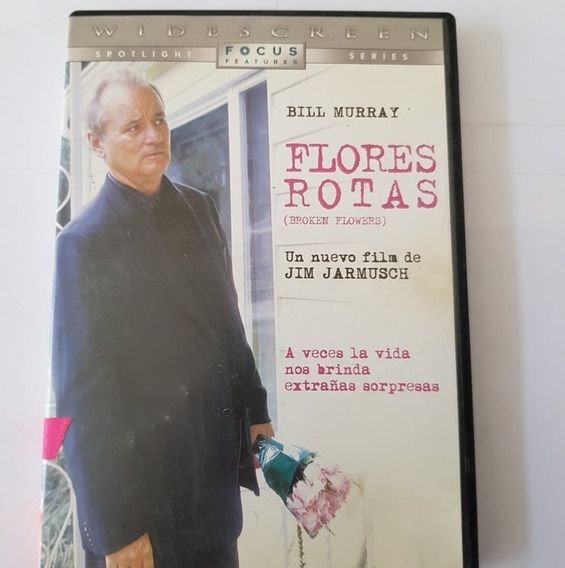 WIDESCREEN
SPOTLIGHT FOCUS FEATURES SERIES
BILL MURRAY
FLORES
ROTAS
(BROKEN FLOWERS)
Un nuevo film de
JIM JARMUSCH
A veces la vida
nos brinda
extrañas sorpresas